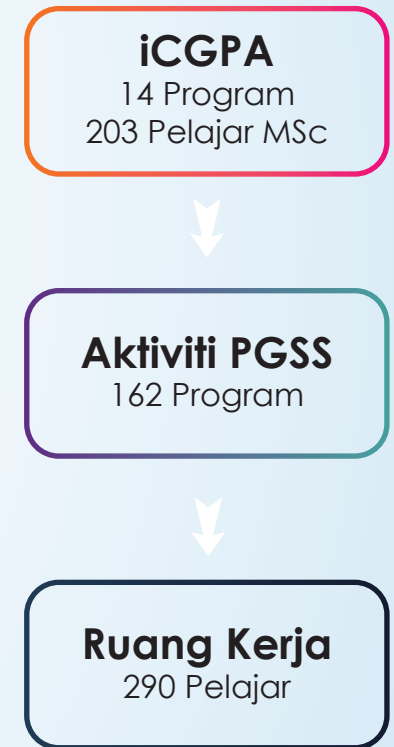 iCGPA
14 Program
203 Pelajar MSc
Aktiviti PGSS
162 Program
Ruang Kerja
290 Pelajar